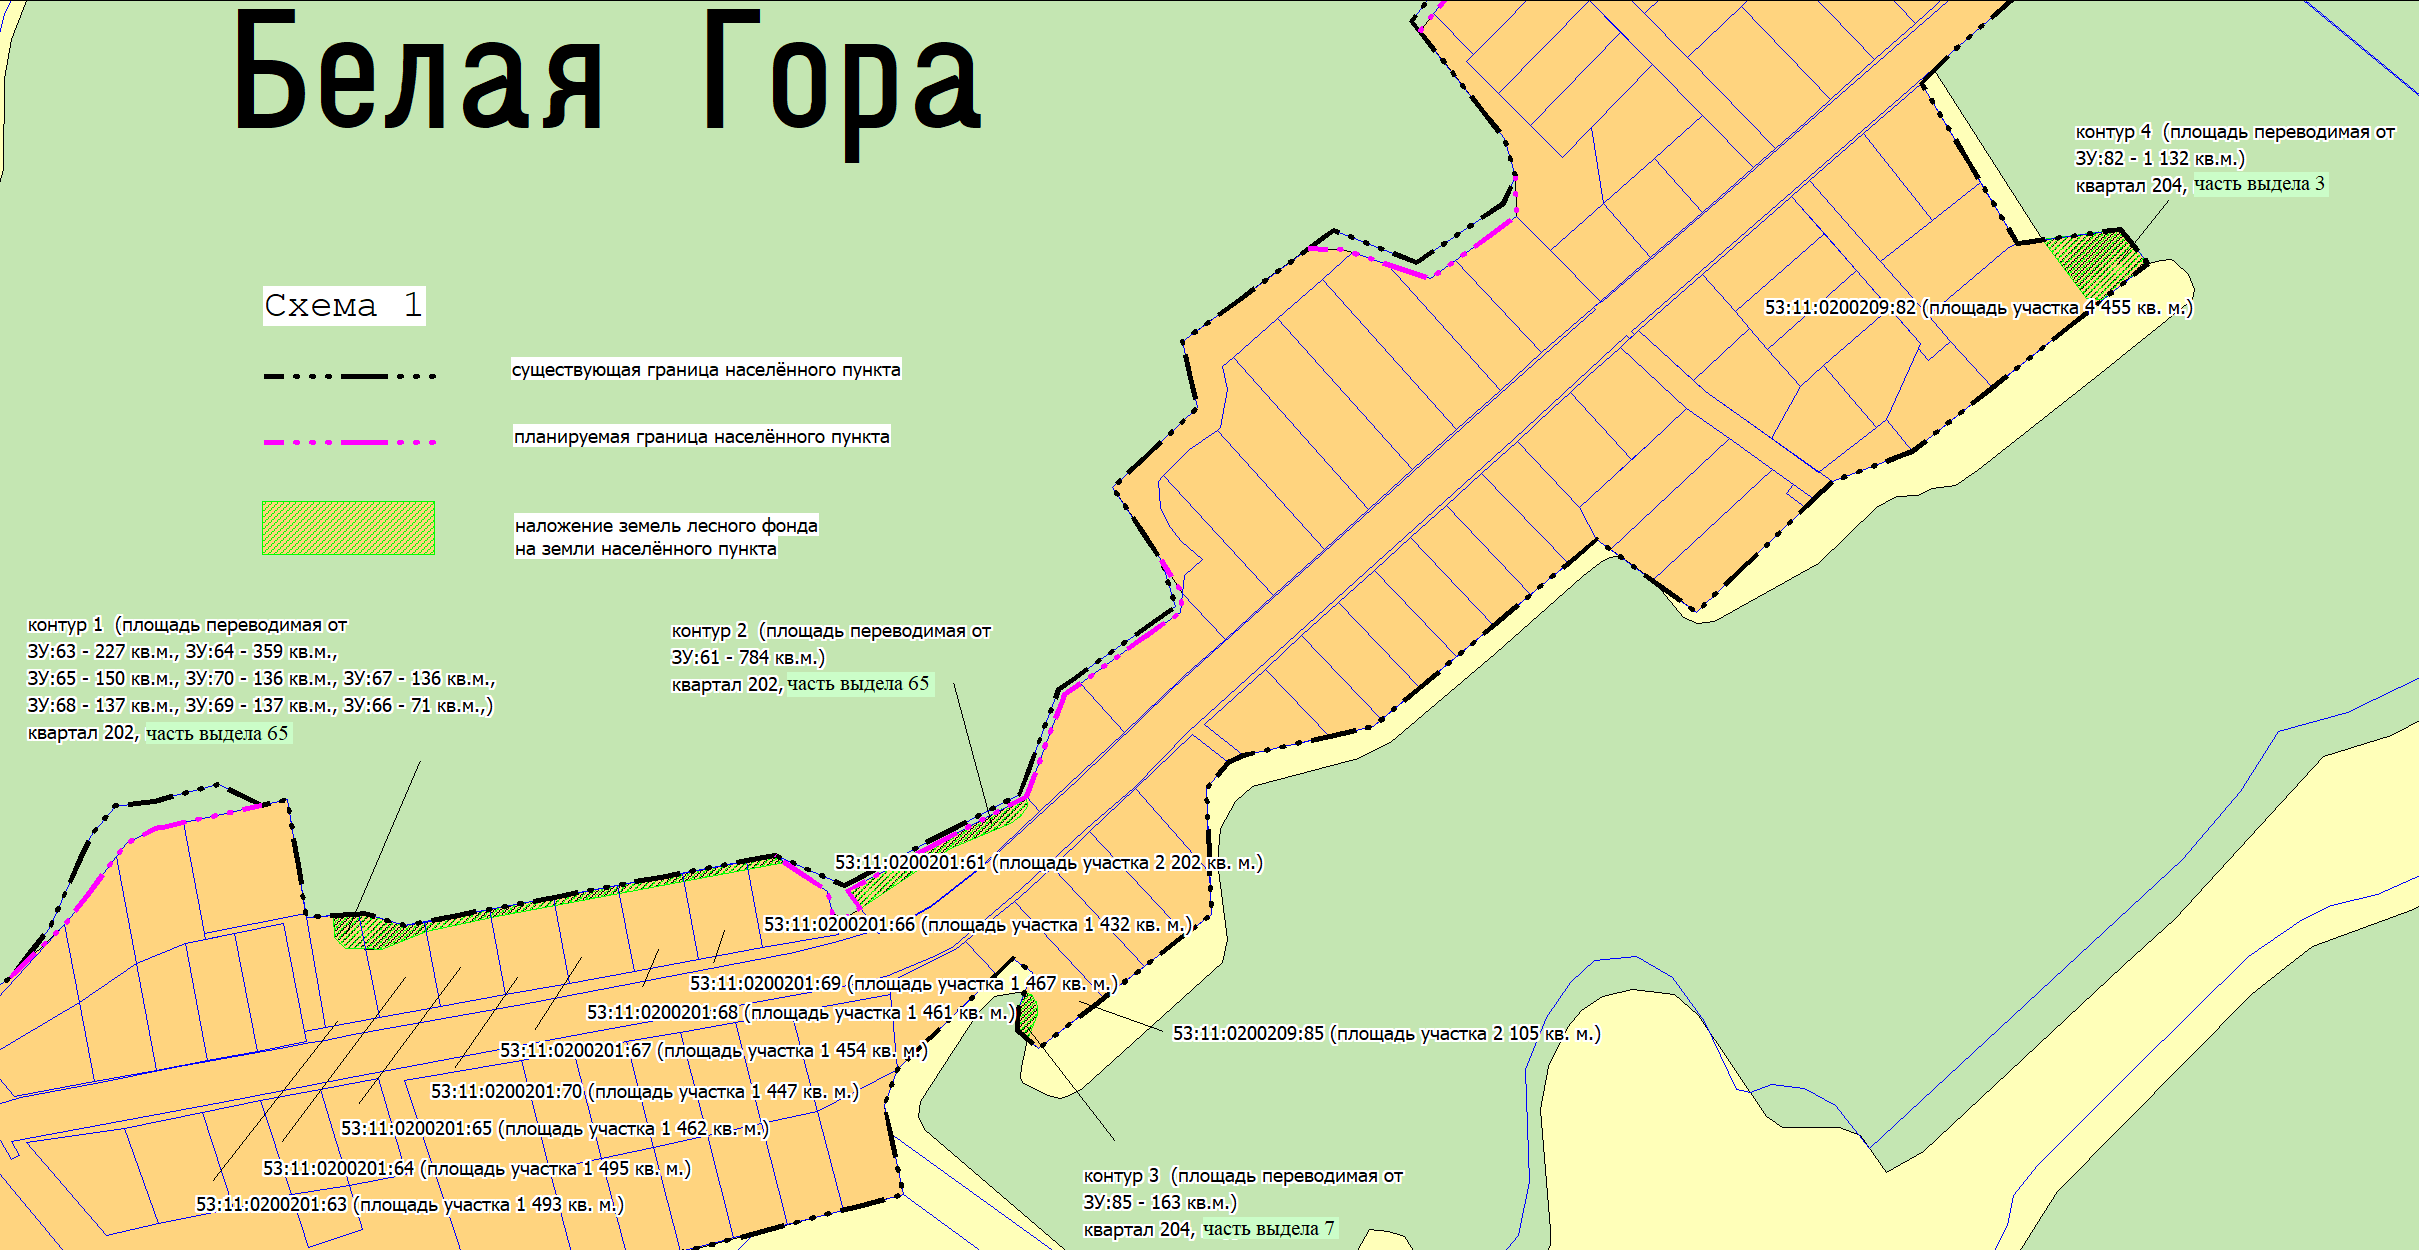 Белая Гора
контур 4 (площадь переводимая от
ЗУ:82 - 1 132 кв.м.)
квартал 204, часть выдела 3
Схема 1
53:11:0200209:82 (площадь участка 4 455 кв. м.)
существующая граница населённого пункта
планируемая граница населённого пункта
наложение земель лесного фонда
на земли населённого пункта
контур 1 (площадь переводимая от
ЗУ:63 - 227 кв.м., ЗУ:64 - 359 кв.м.,
ЗУ:65 - 150 кв.м., ЗУ:70 - 136 кв.м., ЗУ:67 - 136 кв.м.,
ЗУ:68 - 137 кв.м., ЗУ:69 - 137 кв.м., ЗУ:66 - 71 кв.м.,)
квартал 202, часть выдела 65
контур 2 (площадь переводимая от
ЗУ:61 - 784 кв.м.)
квартал 202, часть выдела 65
53:11:0200201:61 (площадь участка 2 202 кв. м.)
53:11:0200201:66 (площадь участка 1 432 кв. м.)
53:11:0200201:69 (площадь участка 1 467 кв. м.)
53:11:0200201:68 (площадь участка 1 461 кв. м.)
53:11:0200209:85 (площадь участка 2 105 кв. м.)
53:11:0200201:67 (площадь участка 1 454 кв. м.)
53:11:0200201:70 (площадь участка 1 447 кв. м.)
53:11:0200201:65 (площадь участка 1 462 кв. м.)
53:11:0200201:64 (площадь участка 1 495 кв. м.)
53:11:0200201:63 (площадь участка 1 493 кв. м.)
контур 3 (площадь переводимая от
ЗУ:85 - 163 кв.м.)
квартал 204, часть выдела 7